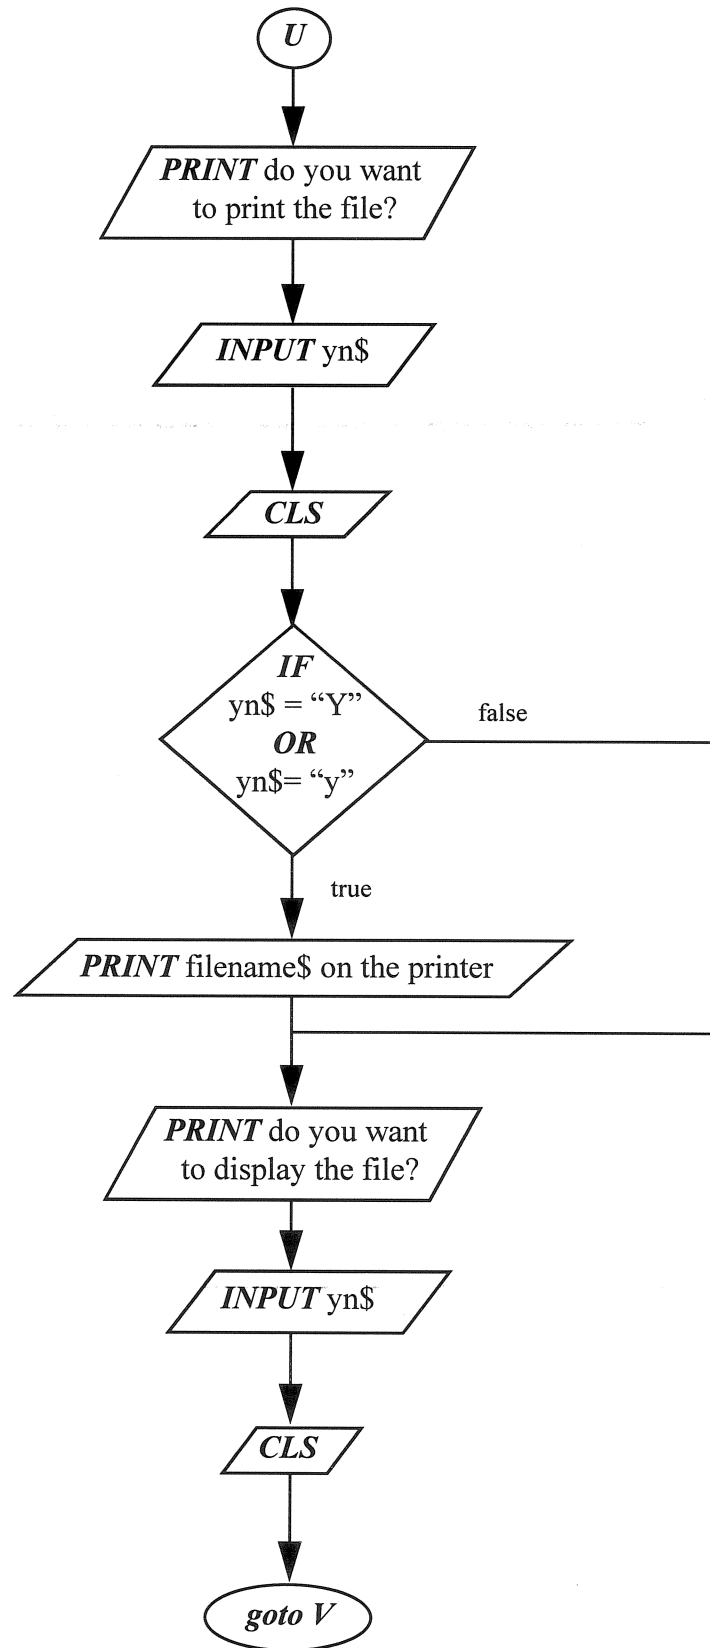 U
PRINT do you want
to print the file?
INPUT yn$
CLS
IF
yn$ = “Y”
OR
yn$= “y”
false
true
PRINT filename$ on the printer
PRINT do you want
to display the file?
INPUT yn$
CLS
goto V